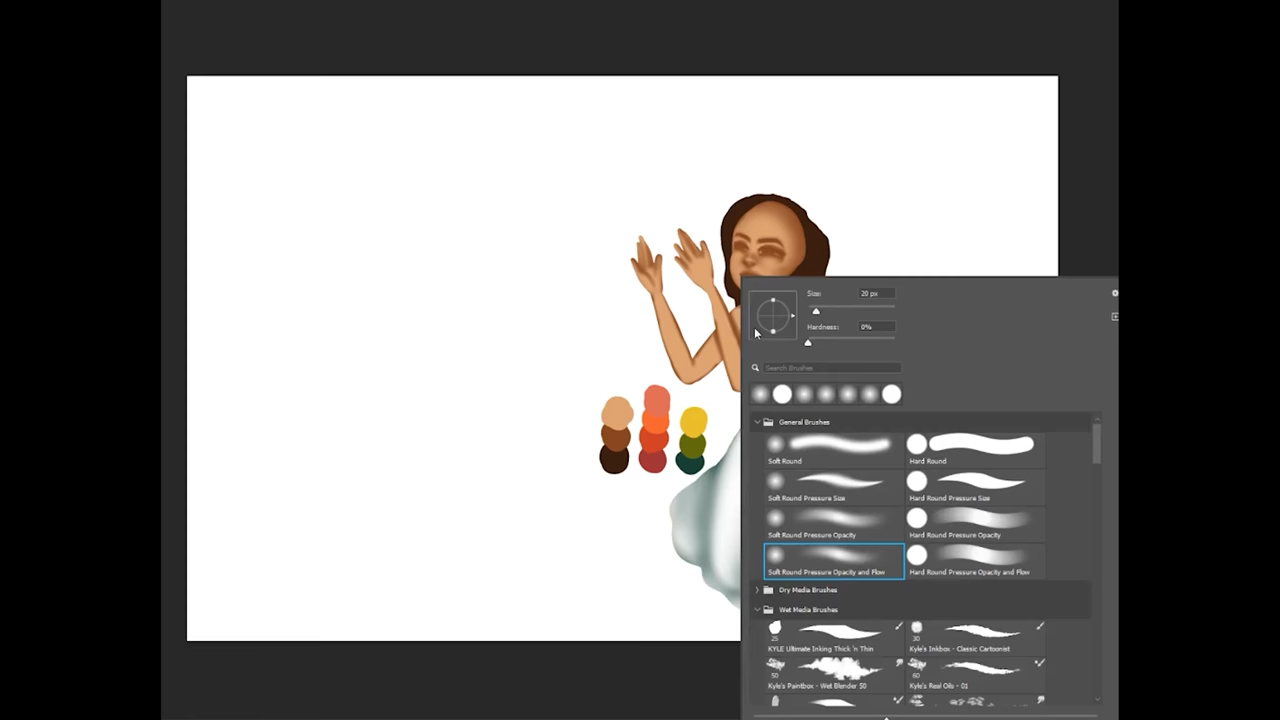 Size: 20 px
Hardness: 0%
Search Brushes
General Brushes
Soft Round Hard Round
Soft Round Pressure Size Hard Round Pressure Size
Soft Round Pressure Opacity Hard Round Pressure Opacity
Soft Round Pressure Opacity and Flow Hard Round Pressure Opacity and Flow
Dry Media Brushes
Wet Media Brushes
25 30
KYLE Ultimate Inking Thick 'n Thin Kyle's Inkbox - Classic Cartoonist
50 60
Kyle's Paintbox - Wet Blender 50 Kyle's Real Oils - 01